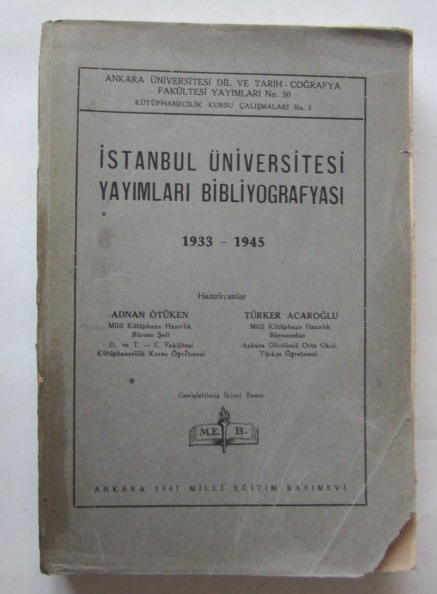 ANKARA ÜNİVERSİTESİ DİL VE TARİH - COĞRAFYA
FAKÜLTESİ YAYIMLARI No. 50
KÜTÜPHANECİLİK KURSU ÇALIŞMALARI No. 2
İSTANBUL ÜNİVERSİTESİ
YAYIMLARI BİBLİYOGRAFYASI
1933 - 1945
Hazırlıyanlar
ADNAN ÖTÜKEN
Millî Kütüphane Hazırlık
Bürosu Şefi
D. ve T. - C. Fakültesi
Kütüphanecilik Kursu Öğretmeni
TÜRKER ACAROĞLU
Millî Kütüphane Hazırlık
Bürosundan
Ankara Dördüncü Orta Okul
Türkçe Öğretmeni
Genişletilmiş İkinci Basım
M.E. B.
ANKARA 1947 MİLLÎ EĞİTİM BASIMEVİ